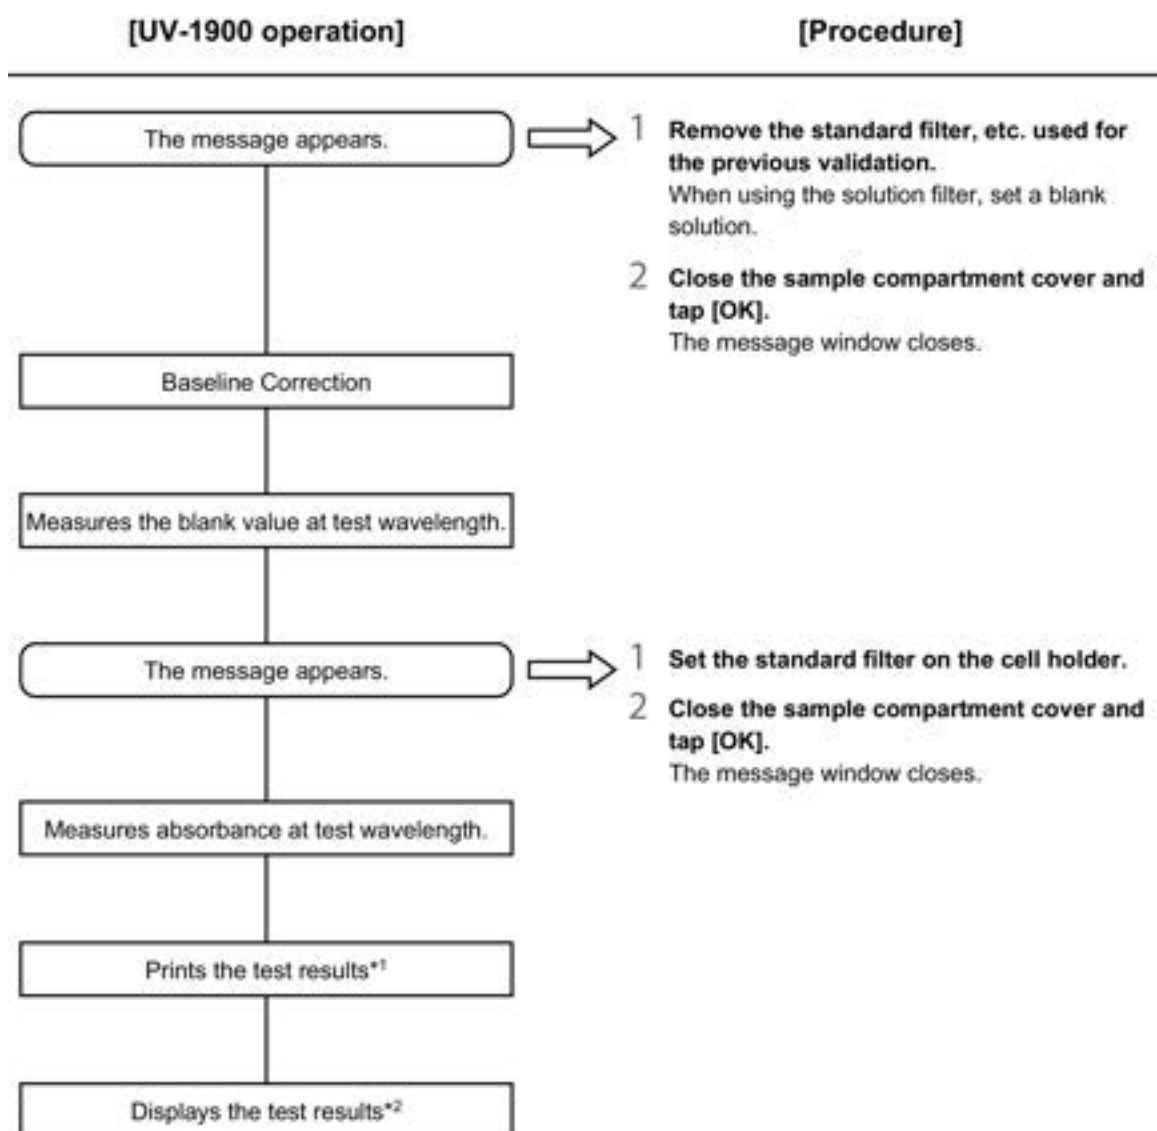 [UV-1900 operation]
[Procedure]
The message appears.
1 Remove the standard filter, etc. used for
the previous validation.
When using the solution filter, set a blank
solution.
2 Close the sample compartment cover and
tap [OK].
The message window closes.
Baseline Correction
Measures the blank value at test wavelength.
The message appears.
1 Set the standard filter on the cell holder.
2 Close the sample compartment cover and
tap [OK].
The message window closes.
Measures absorbance at test wavelength.
Prints the test results*1
Displays the test results*2